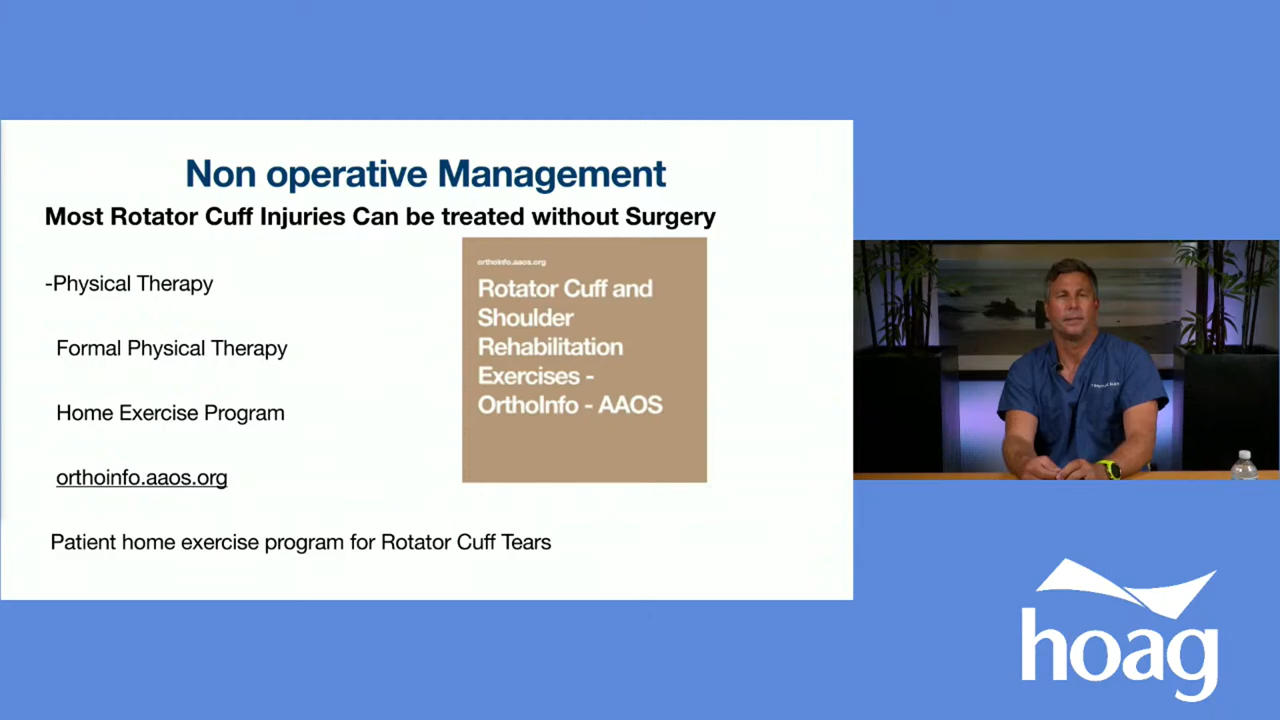 Non operative Management
Most Rotator Cuff Injuries Can be treated without Surgery
-Physical Therapy
Formal Physical Therapy
Home Exercise Program
orthoinfo.aaos.org
Patient home exercise program for Rotator Cuff Tears
orthoinfo.aaos.org
Rotator Cuff and
Shoulder
Rehabilitation
Exercises -
OrthoInfo - AAOS
hoag